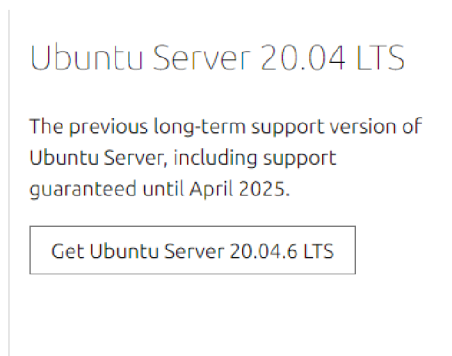 Ubuntu Server 20.04 LTS
The previous long-term support version of
Ubuntu Server, including support
guaranteed until April 2025.
Get Ubuntu Server 20.04.6 LTS